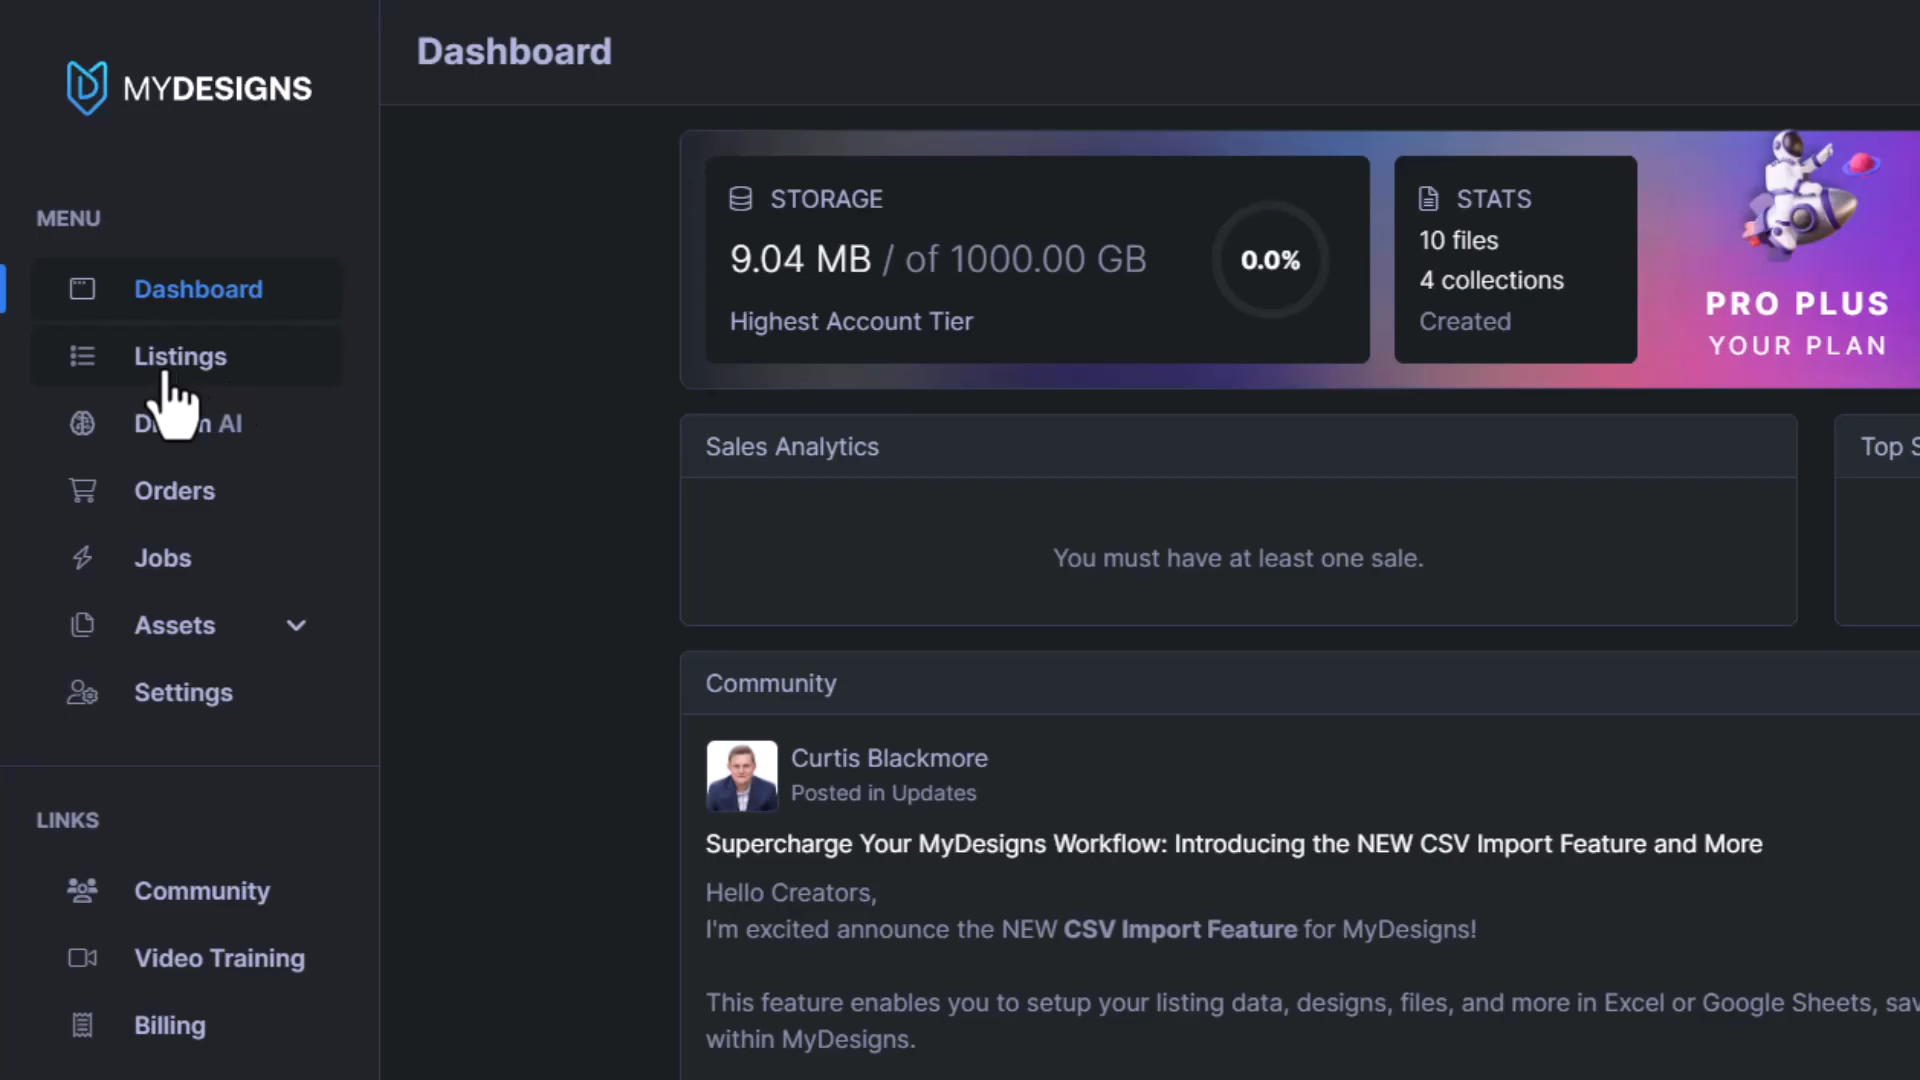 Dashboard
MYDESIGNS
MENU
Dashboard
Listings
AI
Orders
Jobs
Assets
Settings
LINKS
Community
Video Training
Billing
STORAGE
9.04 MB / of 1000.00 GB
Highest Account Tier
0.0%
STATS
10 files
4 collections
Created
PRO PLUS
YOUR PLAN
Sales Analytics
You must have at least one sale.
Top
Community
Curtis Blackmore
Posted in Updates
Supercharge Your MyDesigns Workflow: Introducing the NEW CSV Import Feature and More
Hello Creators,
I'm excited announce the NEW CSV Import Feature for MyDesigns!
This feature enables you to setup your listing data, designs, files, and more in Excel or Google Sheets,
within MyDesigns.